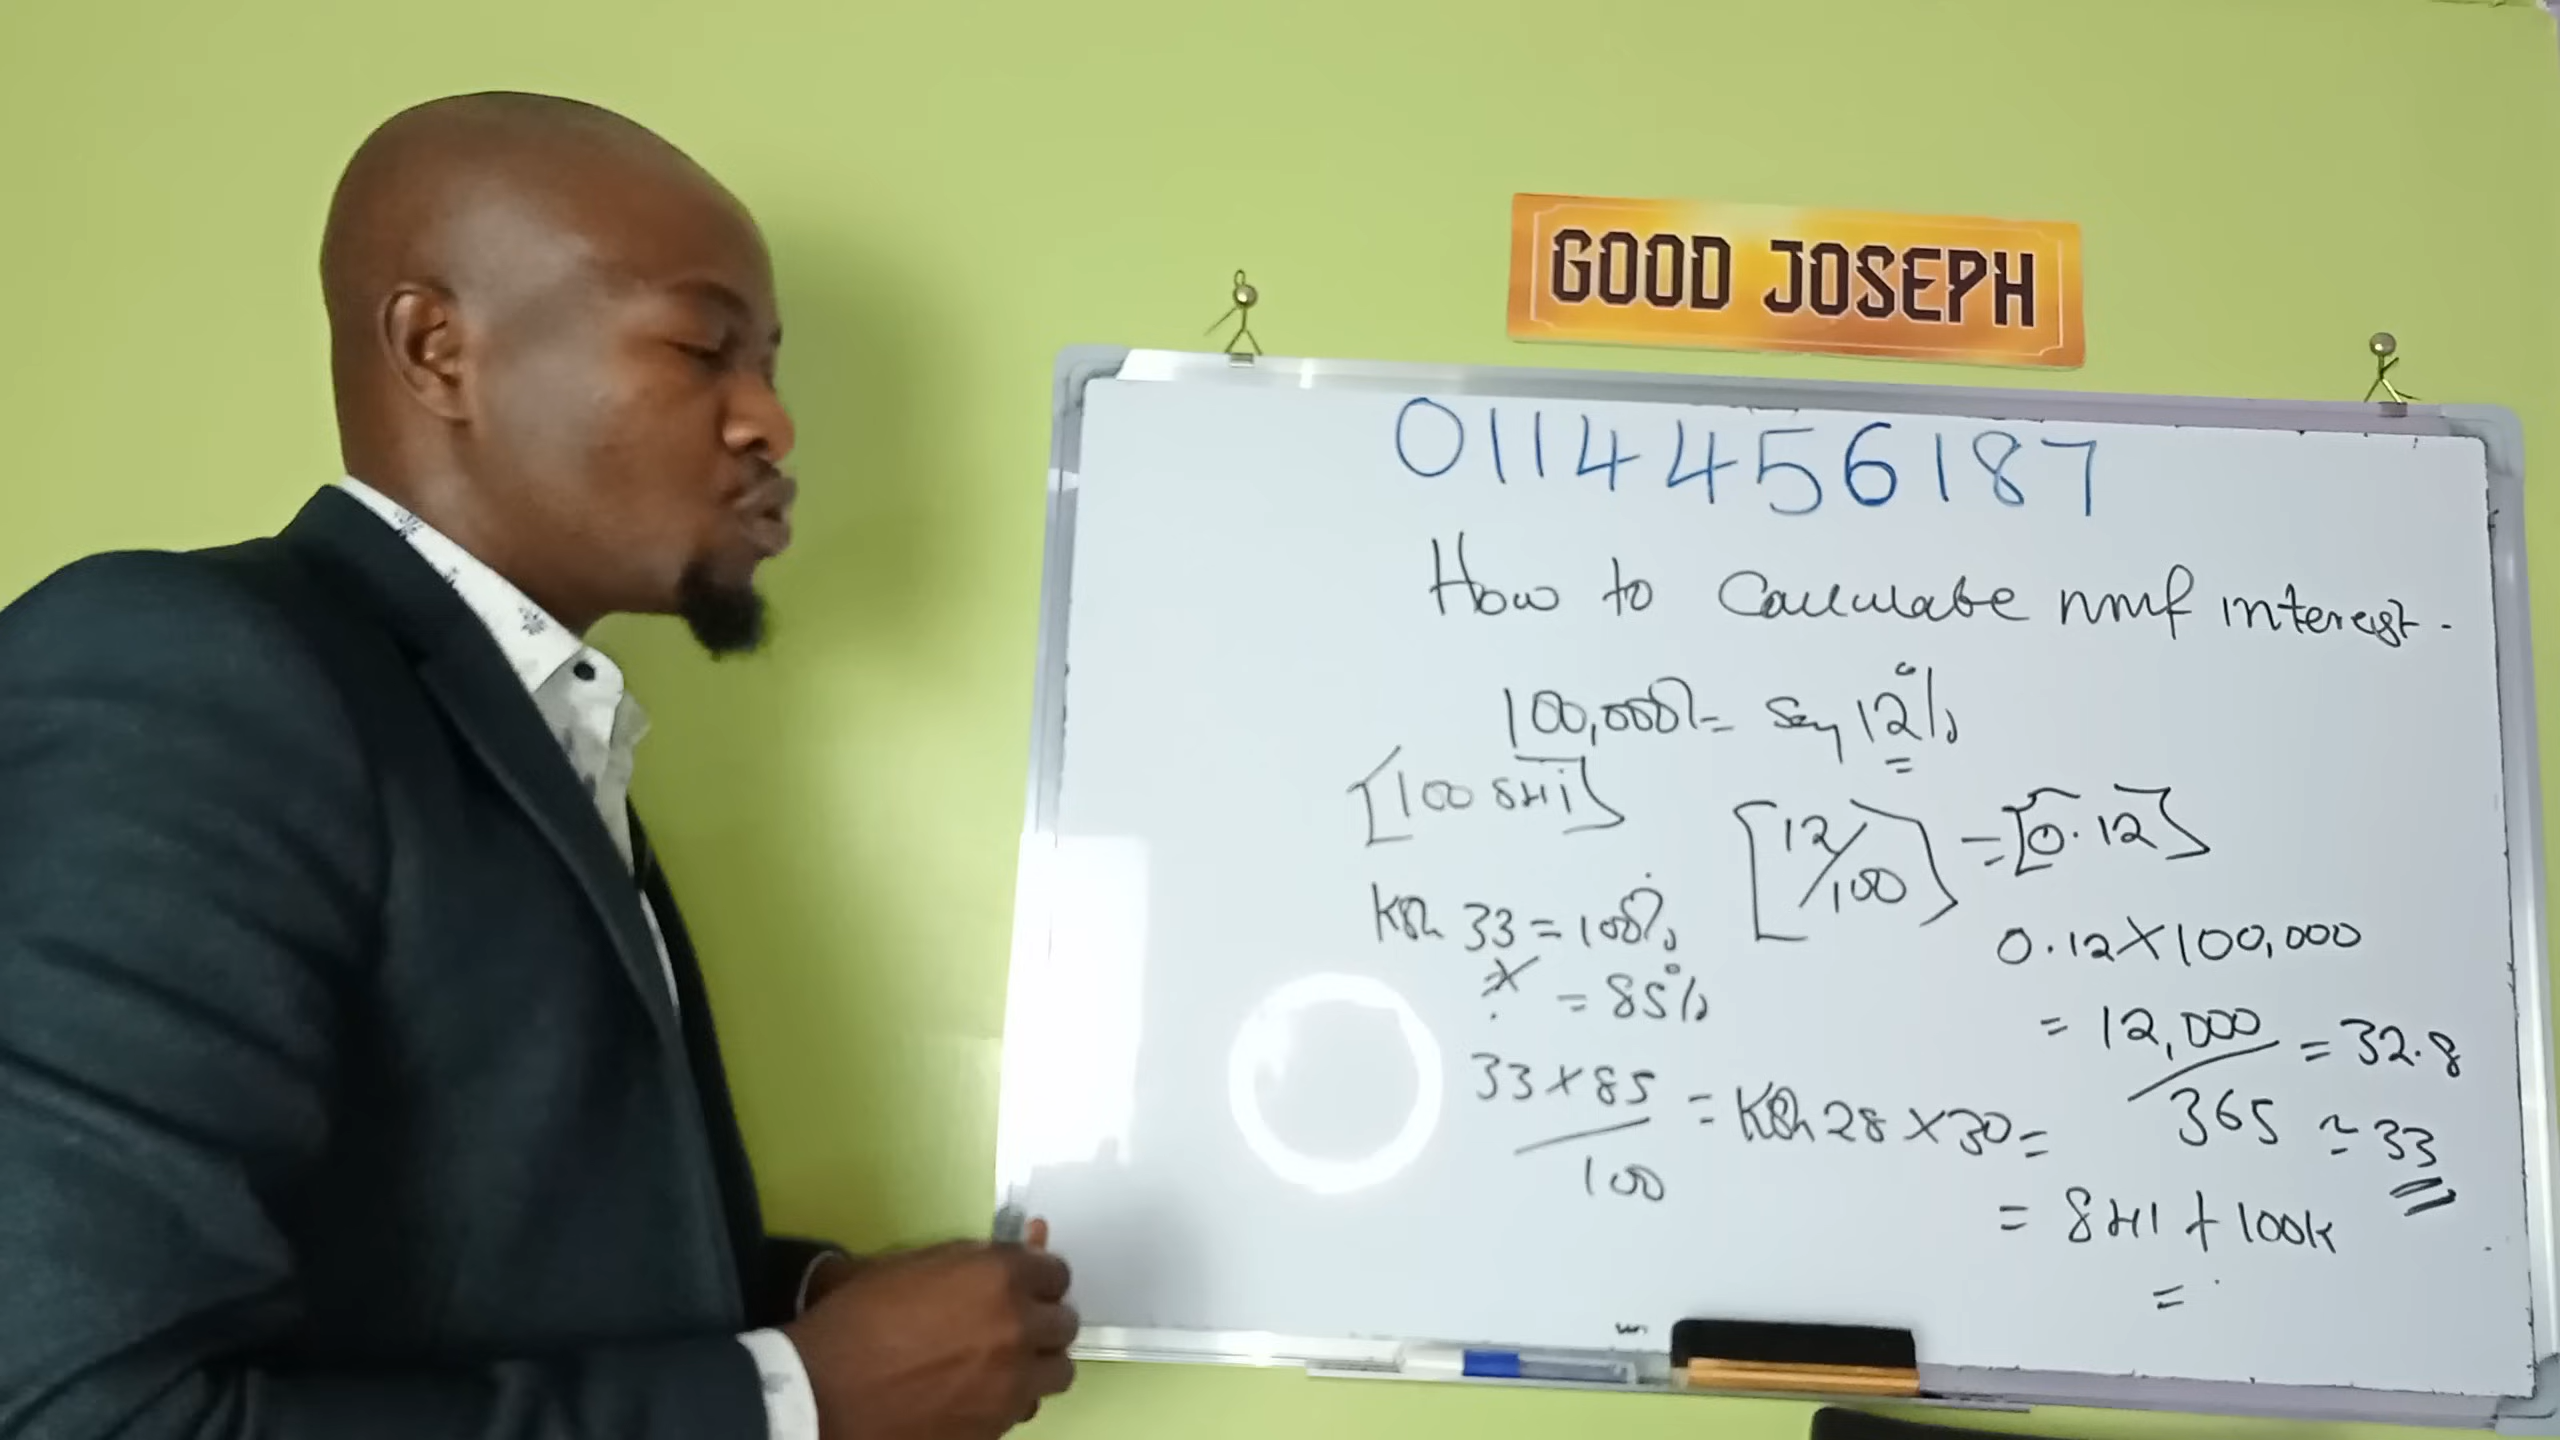 GOOD JOSEPH
0114456187
How to Calculate mmf interest.
100,000/= Say 12%
[100 841]
[12/100] = [0.12]
0.12 X 100,000
= 12,000/365 = 32.8
≈ 33
Ksh 33 = 100%
X = 85%
33 X 85/100 = Ksh 28 X 30 =
= 841 + 100k
=